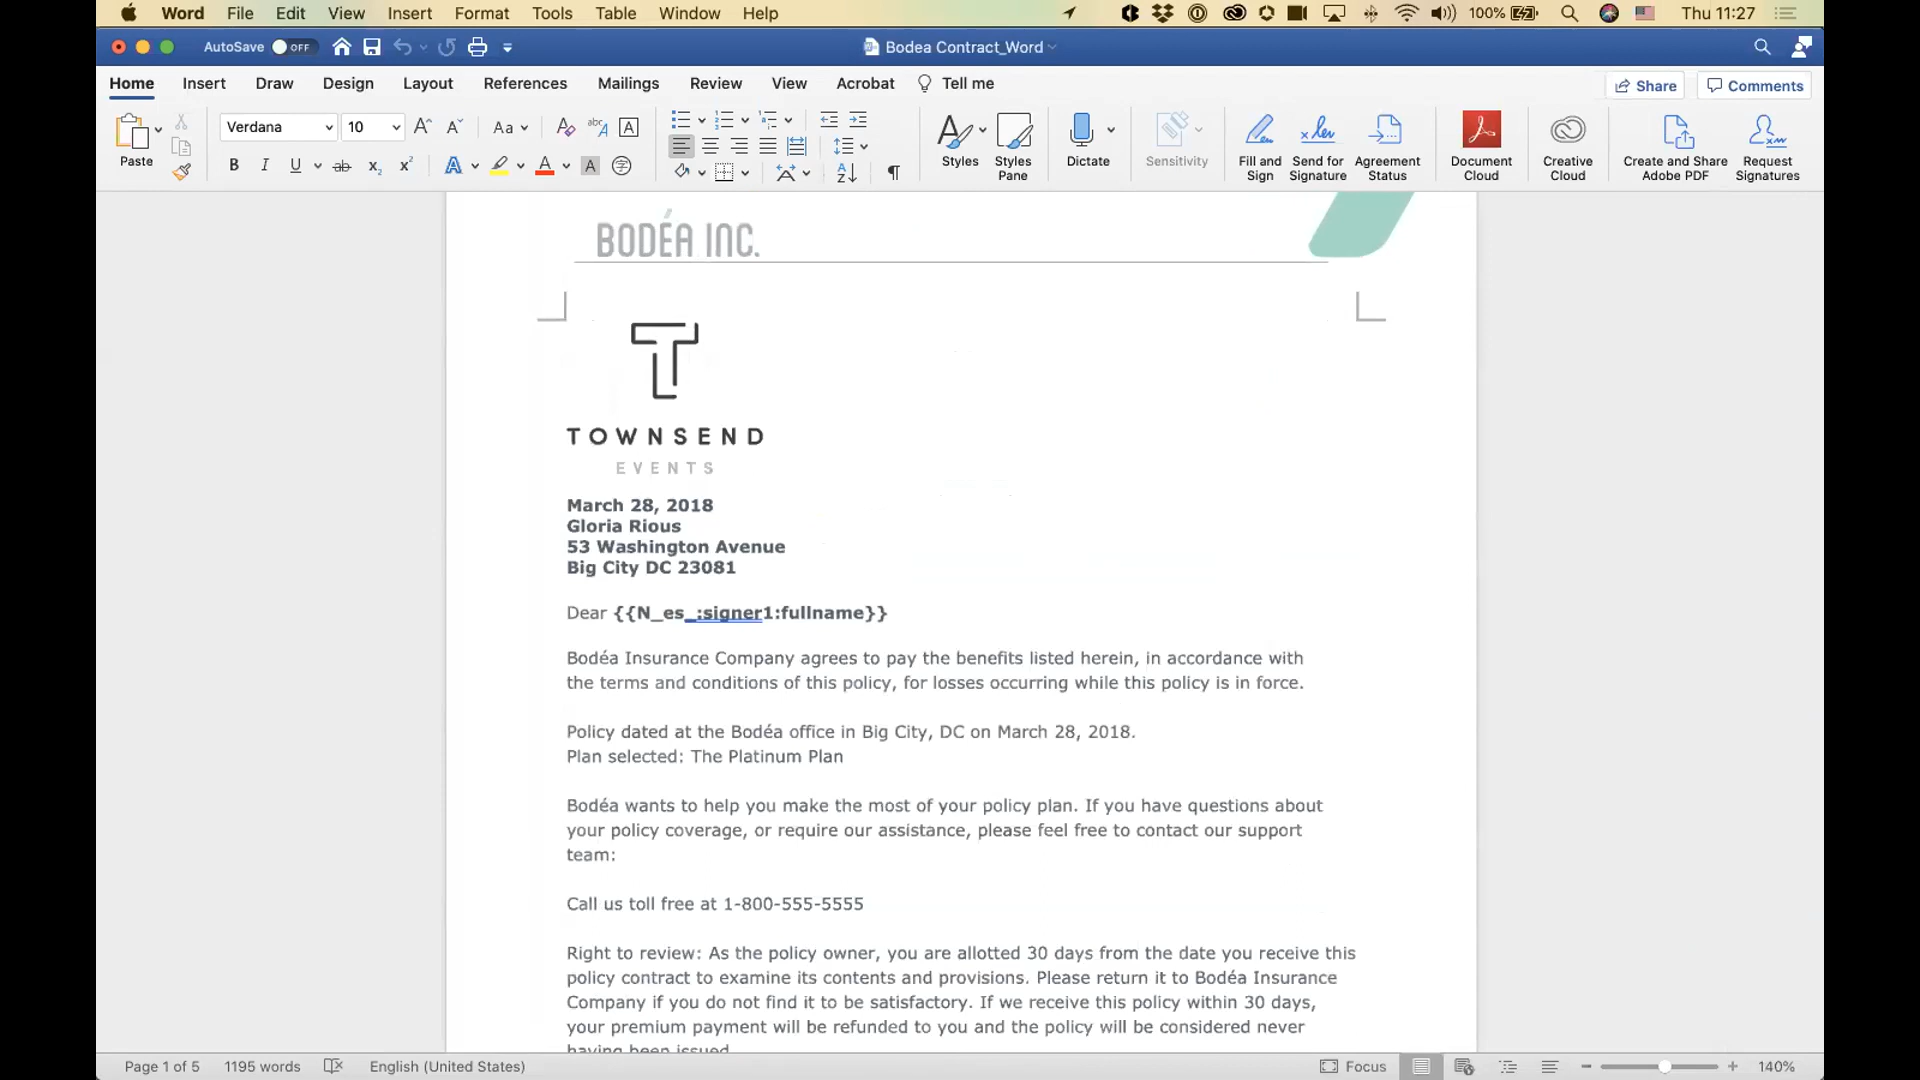 Word File Edit View Insert Format Tools Table Window Help 100% Thu 11:27
AutoSave OFF Bodea Contract_Word
Home Insert Draw Design Layout References Mailings Review View Acrobat Tell me Share Comments
Verdana 10 Aa abc A
Paste Styles Styles Pane Dictate Sensitivity Fill and Sign Send for Signature Agreement Status Document Cloud Creative Cloud Create and Share Adobe PDF Request Signatures
BODÉA INC.
TOWNSEND
EVENTS
March 28, 2018
Gloria Rious
53 Washington Avenue
Big City DC 23081
Dear {{N_es_:signer1:fullname}}
Bodéa Insurance Company agrees to pay the benefits listed herein, in accordance with
the terms and conditions of this policy, for losses occurring while this policy is in force.
Policy dated at the Bodéa office in Big City, DC on March 28, 2018.
Plan selected: The Platinum Plan
Bodéa wants to help you make the most of your policy plan. If you have questions about
your policy coverage, or require our assistance, please feel free to contact our support
team:
Call us toll free at 1-800-555-5555
Right to review: As the policy owner, you are allotted 30 days from the date you receive this
policy contract to examine its contents and provisions. Please return it to Bodéa Insurance
Company if you do not find it to be satisfactory. If we receive this policy within 30 days,
your premium payment will be refunded to you and the policy will be considered never
having been issued.
Page 1 of 5 1195 words English (United States) Focus 140%